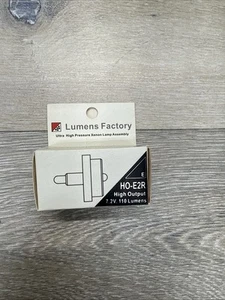 Lumens Factory
Ultra High Pressure Xenon Lamp Assembly
E
HO-E2R
High Output
7.2V, 110 Lumens